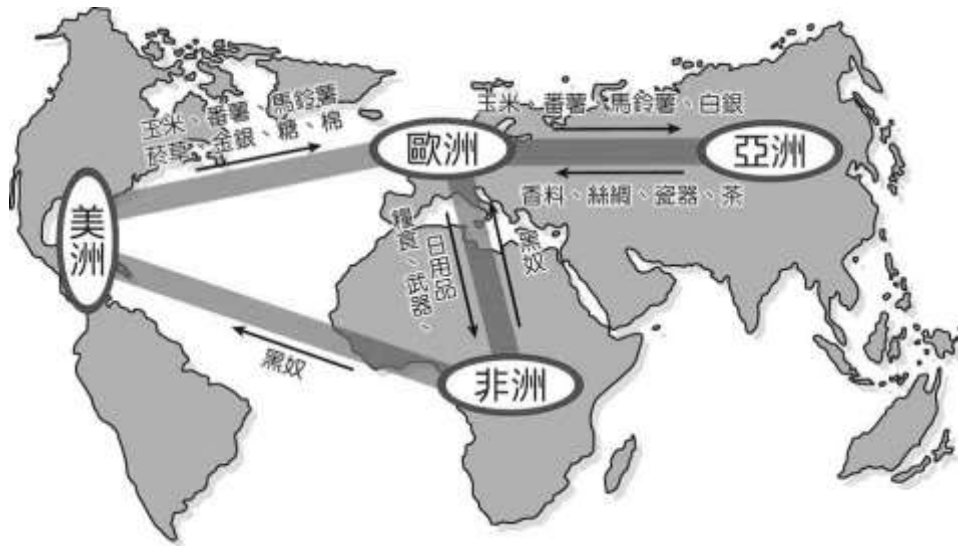 玉米、番薯、馬鈴薯
菸草、金銀、糖、棉
玉米、番薯、馬鈴薯、白銀
歐洲
亞洲
香料、絲綢、瓷器、茶
美洲
糧食、武器、
日用品
黑奴
黑奴
非洲